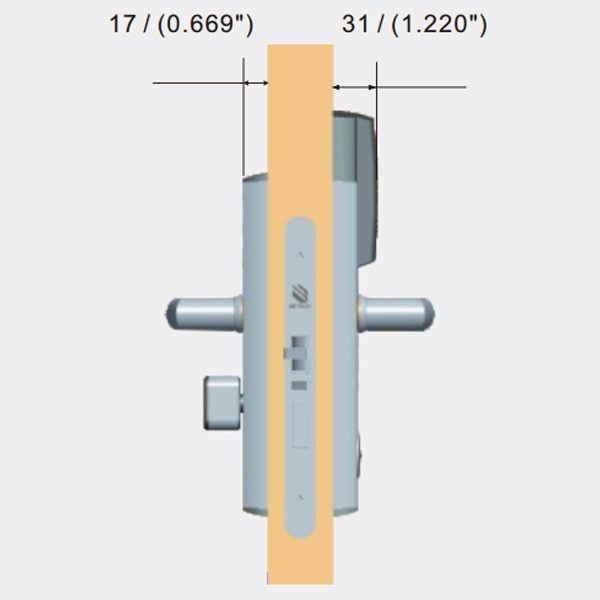 17 / (0.669") 31 / (1.220")